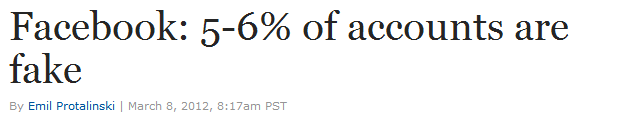 Facebook: 5-6% of accounts are
fake
By Emil Protalinski | March 8, 2012, 8:17am PST